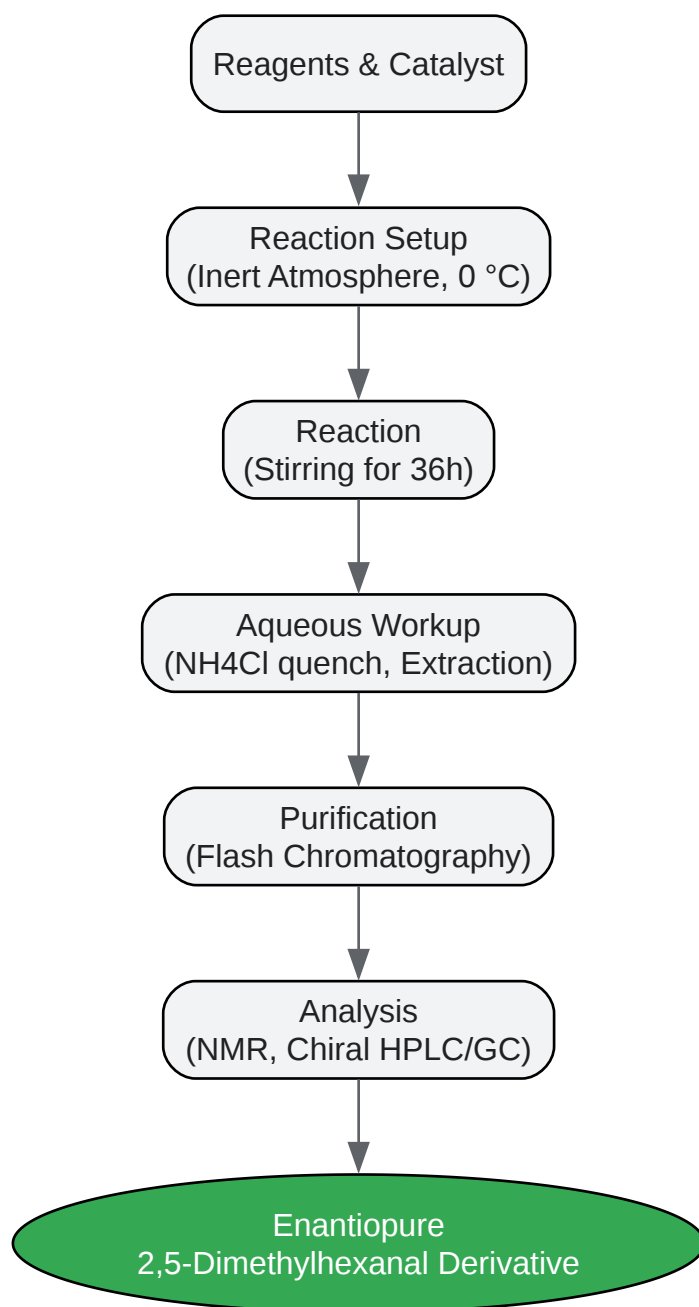 Reagents & Catalyst
Reaction Setup
(Inert Atmosphere, 0 °C)
Reaction
(Stirring for 36h)
Aqueous Workup
(NH4Cl quench, Extraction)
Purification
(Flash Chromatography)
Analysis
(NMR, Chiral HPLC/GC)
Enantiopure
2,5-Dimethylhexanal Derivative